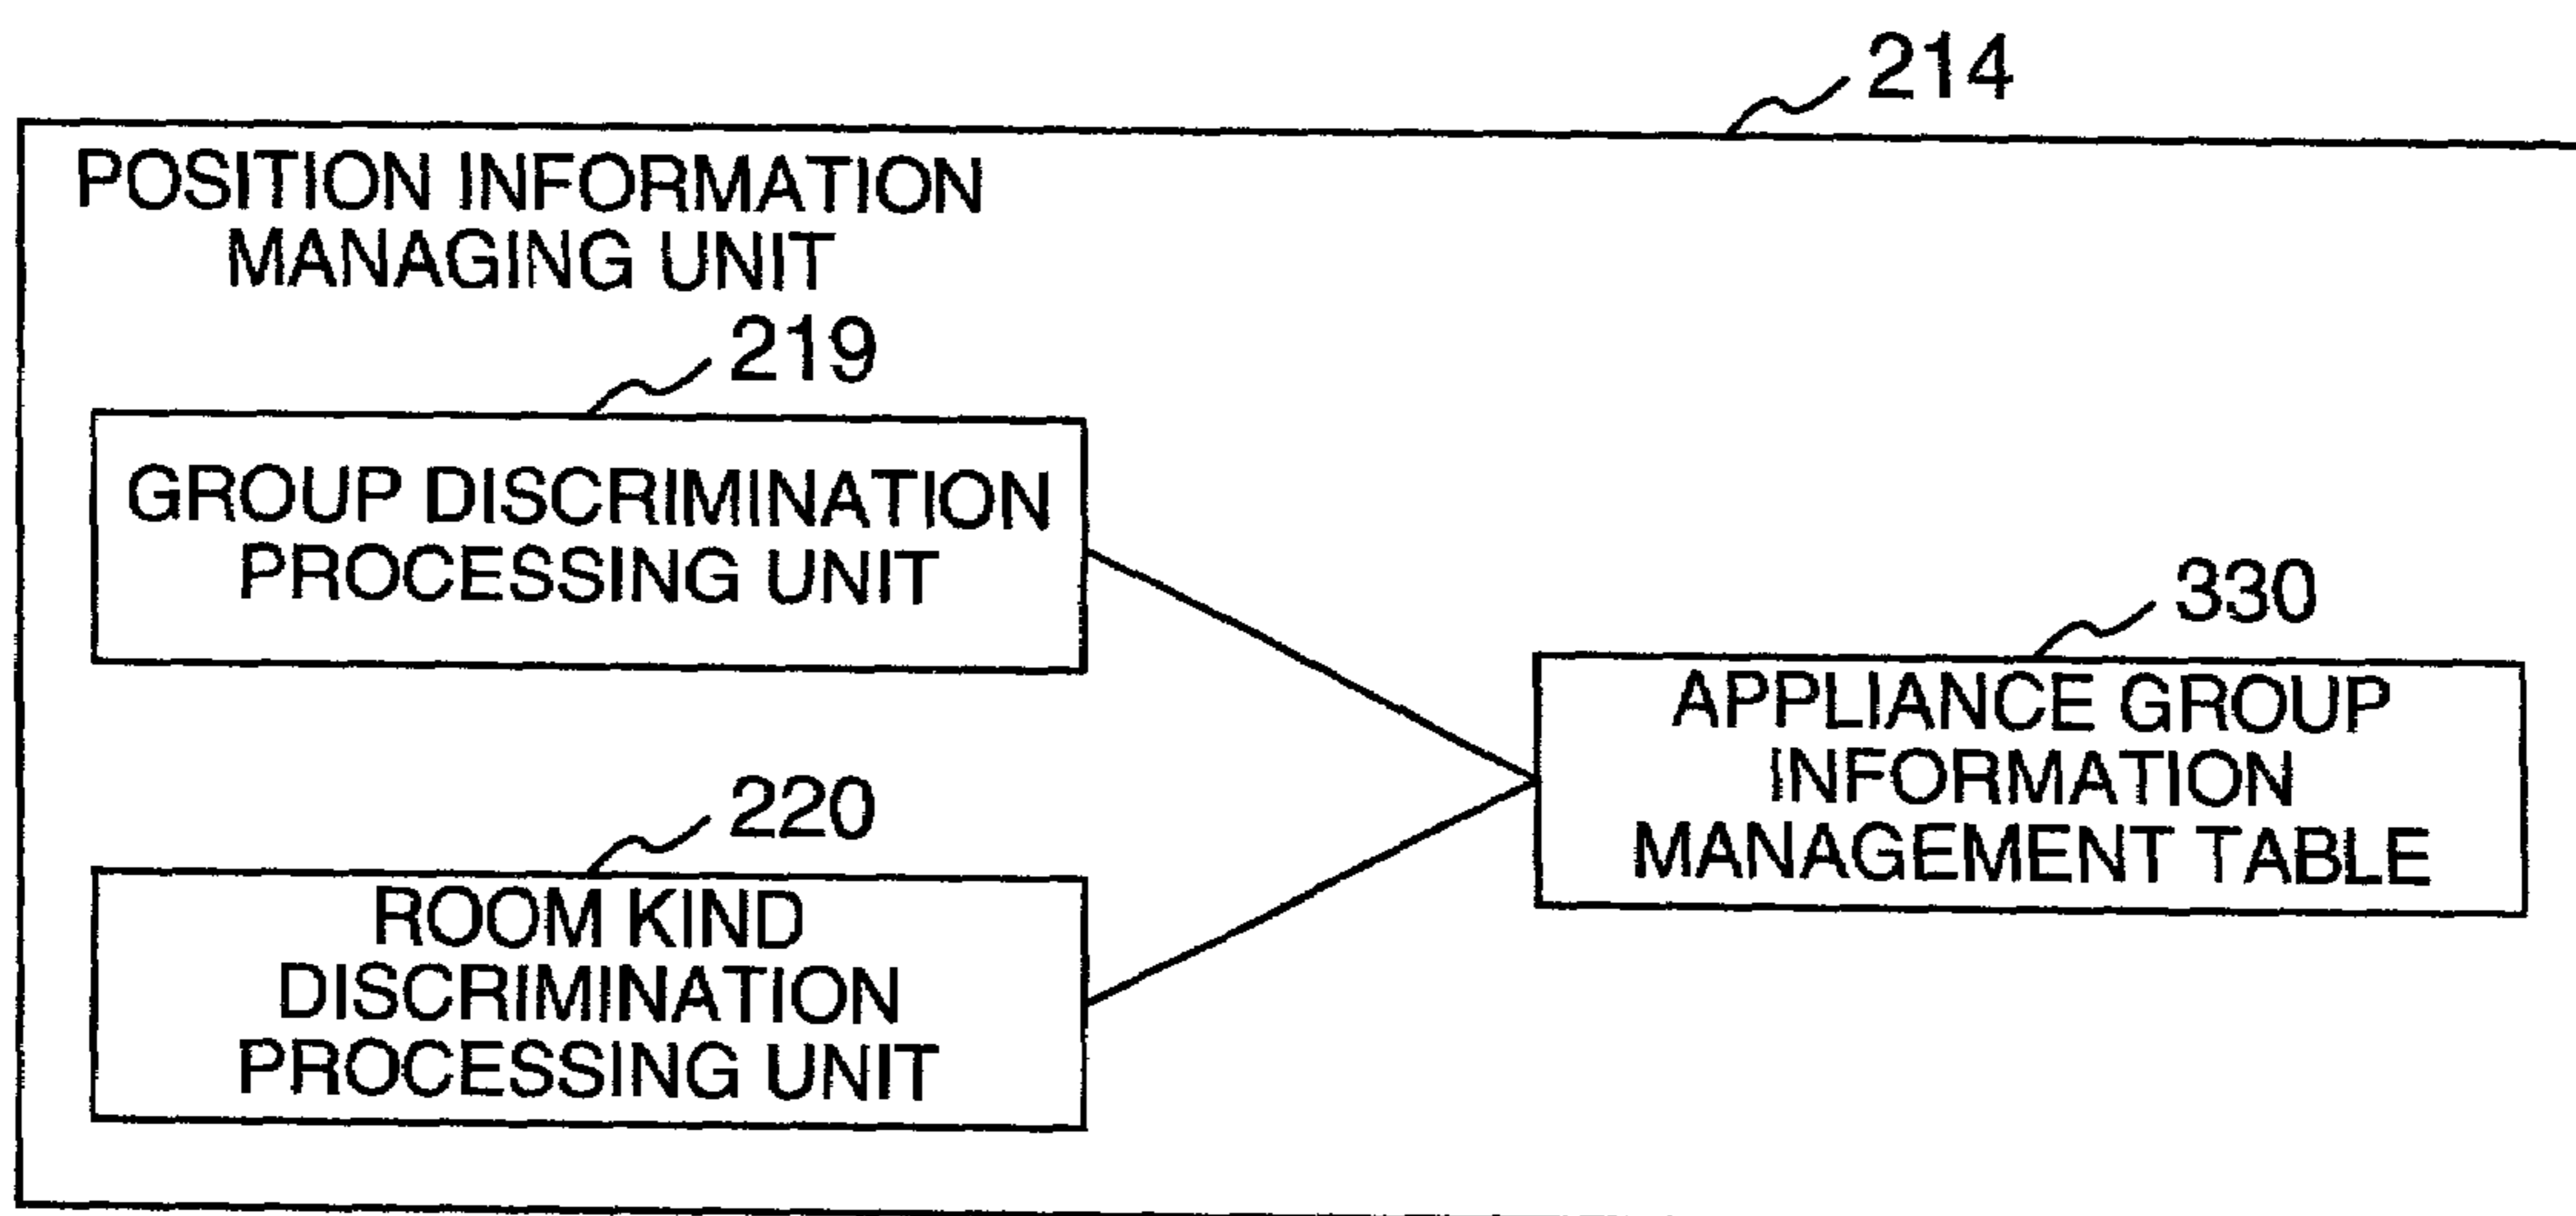 214
POSITION INFORMATION
MANAGING UNIT
219
GROUP DISCRIMINATION
PROCESSING UNIT
330
APPLIANCE GROUP
INFORMATION
MANAGEMENT TABLE
220
ROOM KIND
DISCRIMINATION
PROCESSING UNIT